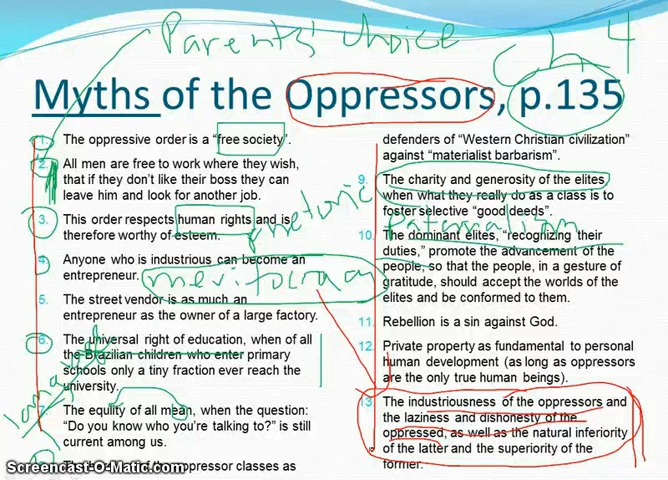 Parents' choice
Ch 4
Myths of the Oppressors, p.135
1. The oppressive order is a "free society".
2. All men are free to work where they wish,
that if they don't like their boss they can
leave him and look for another job.
3. This order respects human rights and is
therefore worthy of esteem.
rhetoric
4. Anyone who is industrious can become an
entrepreneur.
meritocracy
5. The street vendor is as much an
entrepreneur as the owner of a large factory.
6. The universal right of education, when of all
the Brazilian children who enter primary
schools only a tiny fraction ever reach the
university.
7. The equility of all mean, when the question:
"Do you know who you're talking to?" is still
current among us.
oppressor classes as
defenders of "Western Christian civilization"
against "materialist barbarism".
9. The charity and generosity of the elites
when what they really do as a class is to
foster selective "good deeds".
Paternalism
10. The dominant elites, "recognizing their
duties," promote the advancement of the
people, so that the people, in a gesture of
gratitude, should accept the worlds of the
elites and be conformed to them.
11. Rebellion is a sin against God.
12. Private property as fundamental to personal
human development (as long as oppressors
are the only true human beings).
13. The industriousness of the oppressors and
the laziness and dishonesty of the
oppressed, as well as the natural inferiority
of the latter and the superiority of the
former.
Screencast-O-Matic.com